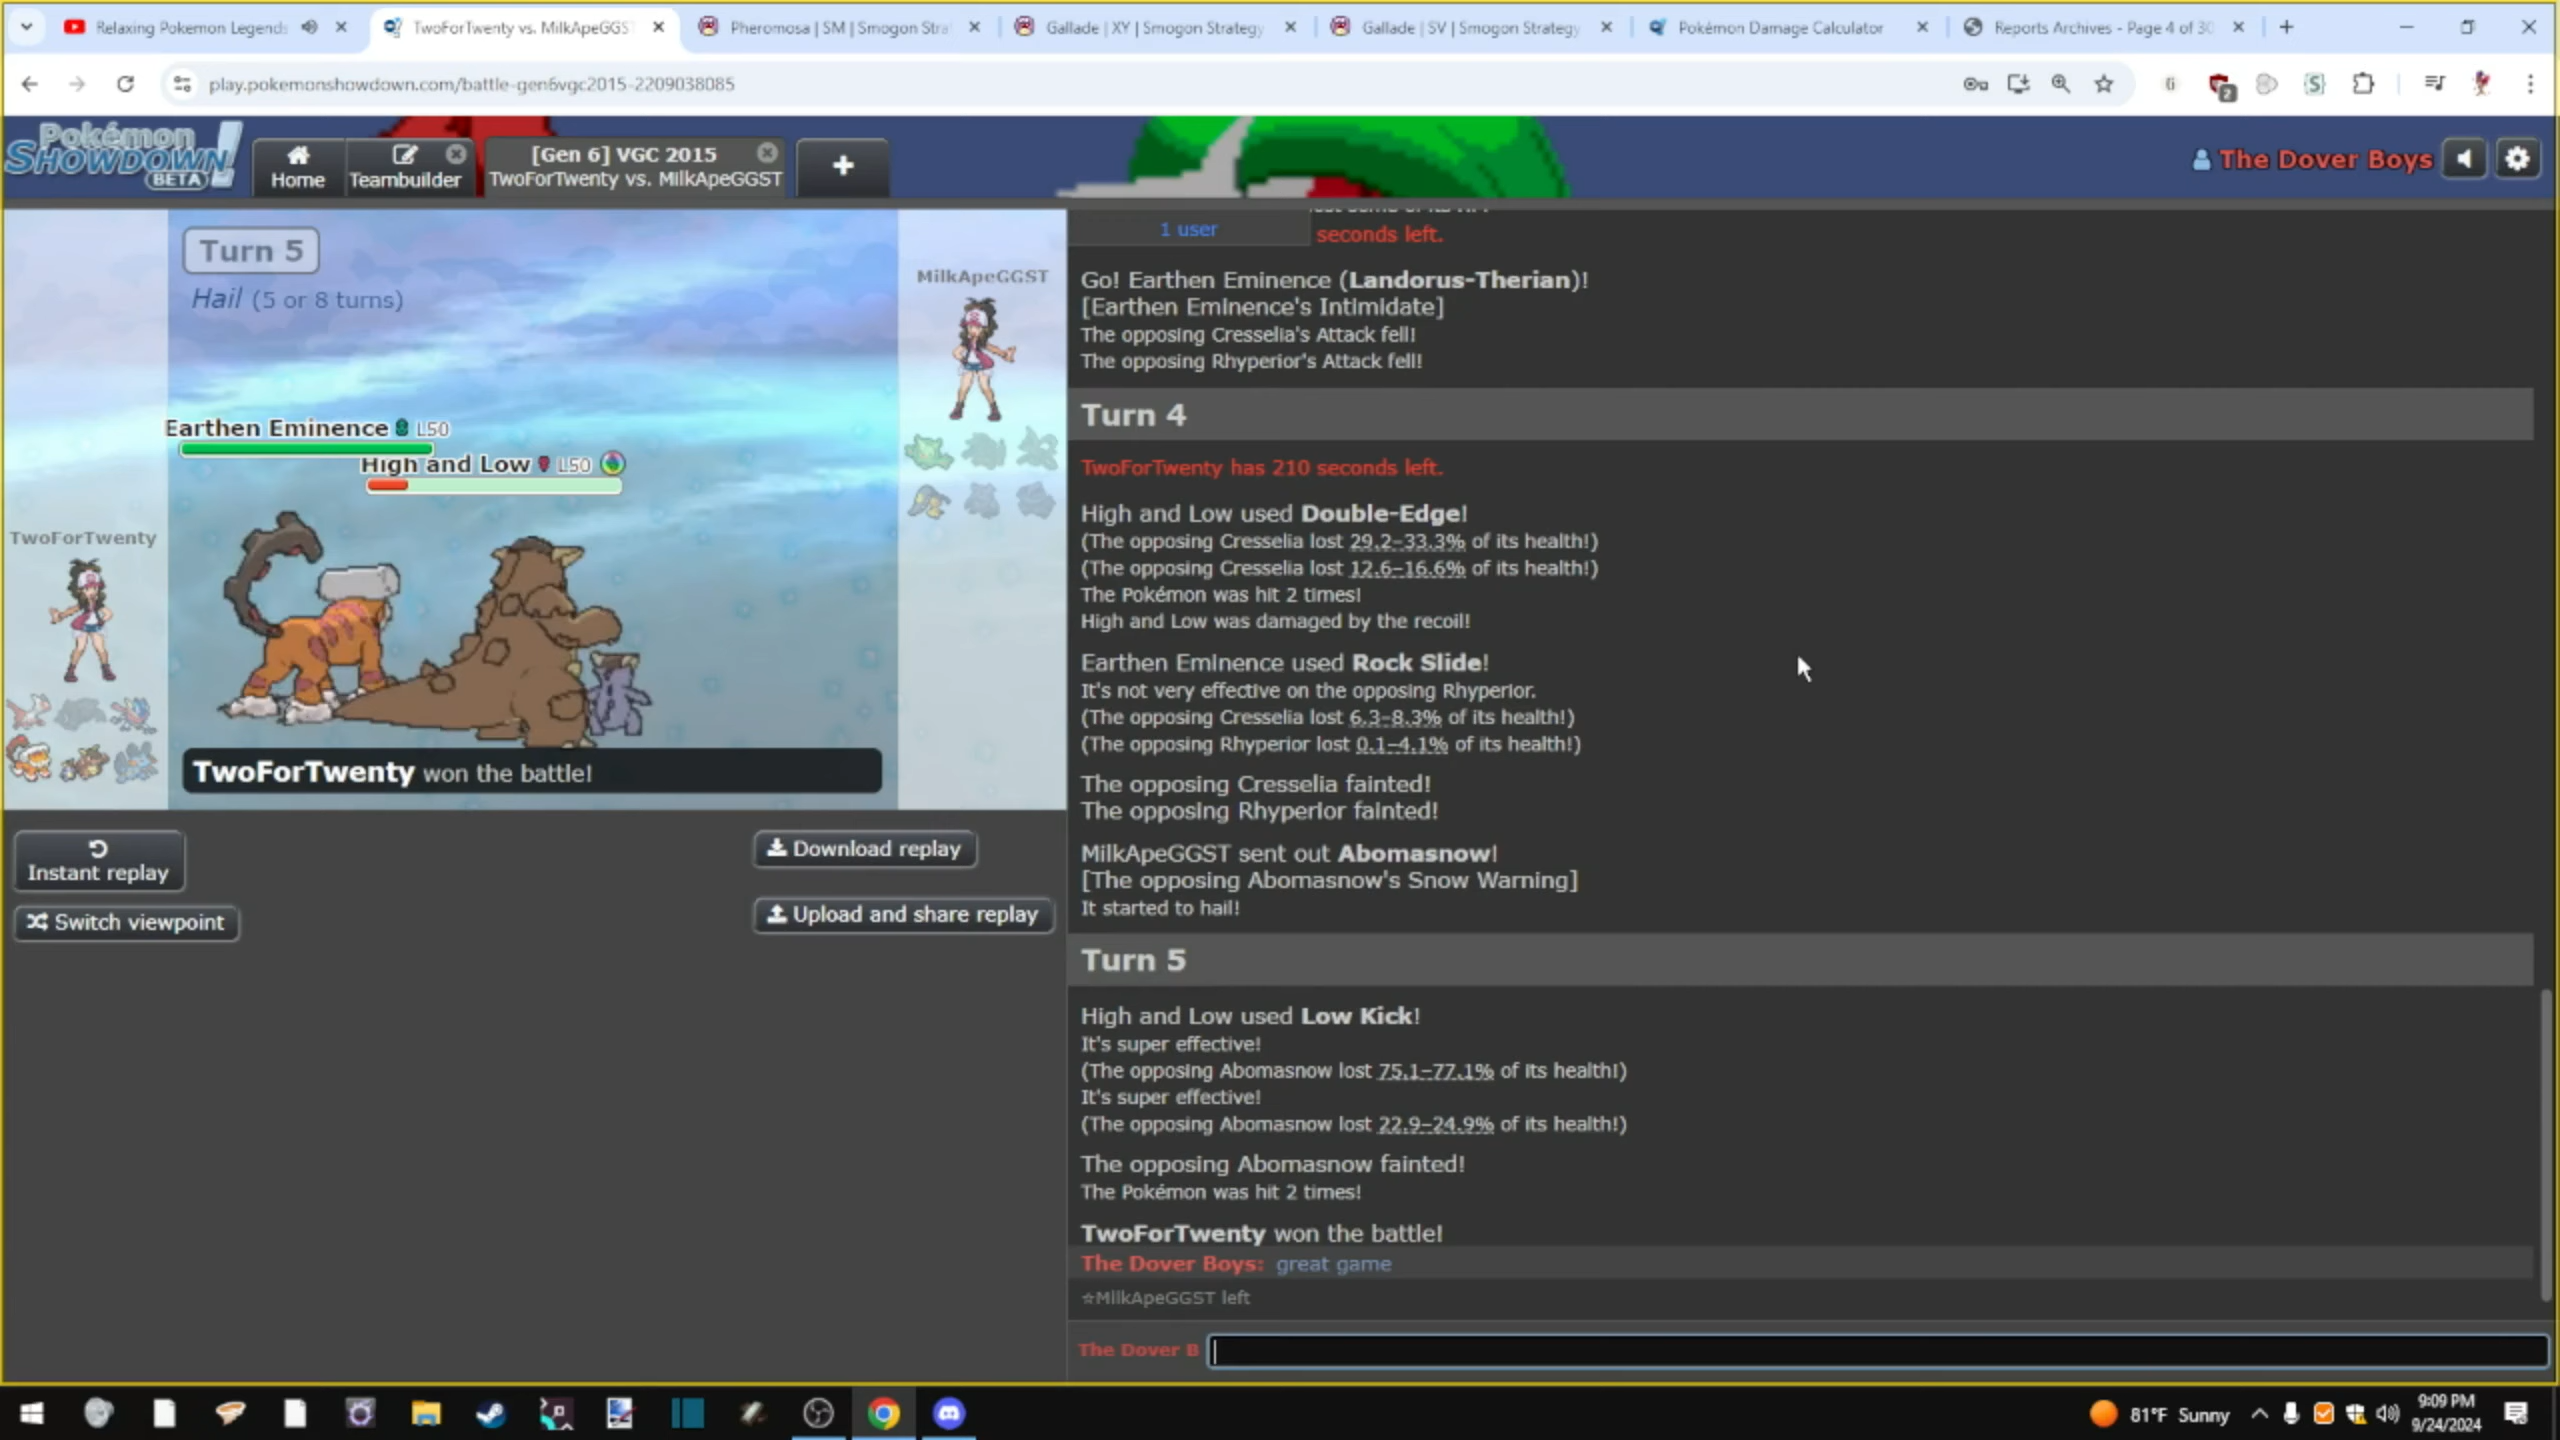 Relaxing Pokemon Legends
TwoForTwenty vs. MilkApeGGS
Pheromosa | SM | Smogon Stra
Gallade | XY | Smogon Strategy
Gallade | SV | Smogon Strategy
Pokémon Damage Calculator
Reports Archives - Page 4 of 30
play.pokemonshowdown.com/battle-gen6vgc2015-2209038085
2
Pokémon
SHOWDOWN!
BETA
Home
Teambuilder
[Gen 6] VGC 2015
TwoForTwenty vs. MilkApeGGST
The Dover Boys
Turn 5
Hail (5 or 8 turns)
MilkApeGGST
Earthen Eminence L50
High and Low L50
TwoForTwenty
TwoForTwenty won the battle!
Instant replay
Switch viewpoint
Download replay
Upload and share replay
1 user
seconds left.
Go! Earthen Eminence (Landorus-Therian)!
[Earthen Eminence's Intimidate]
The opposing Cresselia's Attack fell!
The opposing Rhyperior's Attack fell!
Turn 4
TwoForTwenty has 210 seconds left.
High and Low used Double-Edge!
(The opposing Cresselia lost 29.2–33.3% of its health!)
(The opposing Cresselia lost 12.6–16.6% of its health!)
The Pokémon was hit 2 times!
High and Low was damaged by the recoil!
Earthen Eminence used Rock Slide!
It's not very effective on the opposing Rhyperior.
(The opposing Cresselia lost 6.3–8.3% of its health!)
(The opposing Rhyperior lost 0.1–4.1% of its health!)
The opposing Cresselia fainted!
The opposing Rhyperior fainted!
MilkApeGGST sent out Abomasnow!
[The opposing Abomasnow's Snow Warning]
It started to hail!
Turn 5
High and Low used Low Kick!
It's super effective!
(The opposing Abomasnow lost 75.1–77.1% of its health!)
It's super effective!
(The opposing Abomasnow lost 22.9–24.9% of its health!)
The opposing Abomasnow fainted!
The Pokémon was hit 2 times!
TwoForTwenty won the battle!
The Dover Boys: great game
☆MilkApeGGST left
The Dover B
81°F Sunny
9:09 PM
9/24/2024